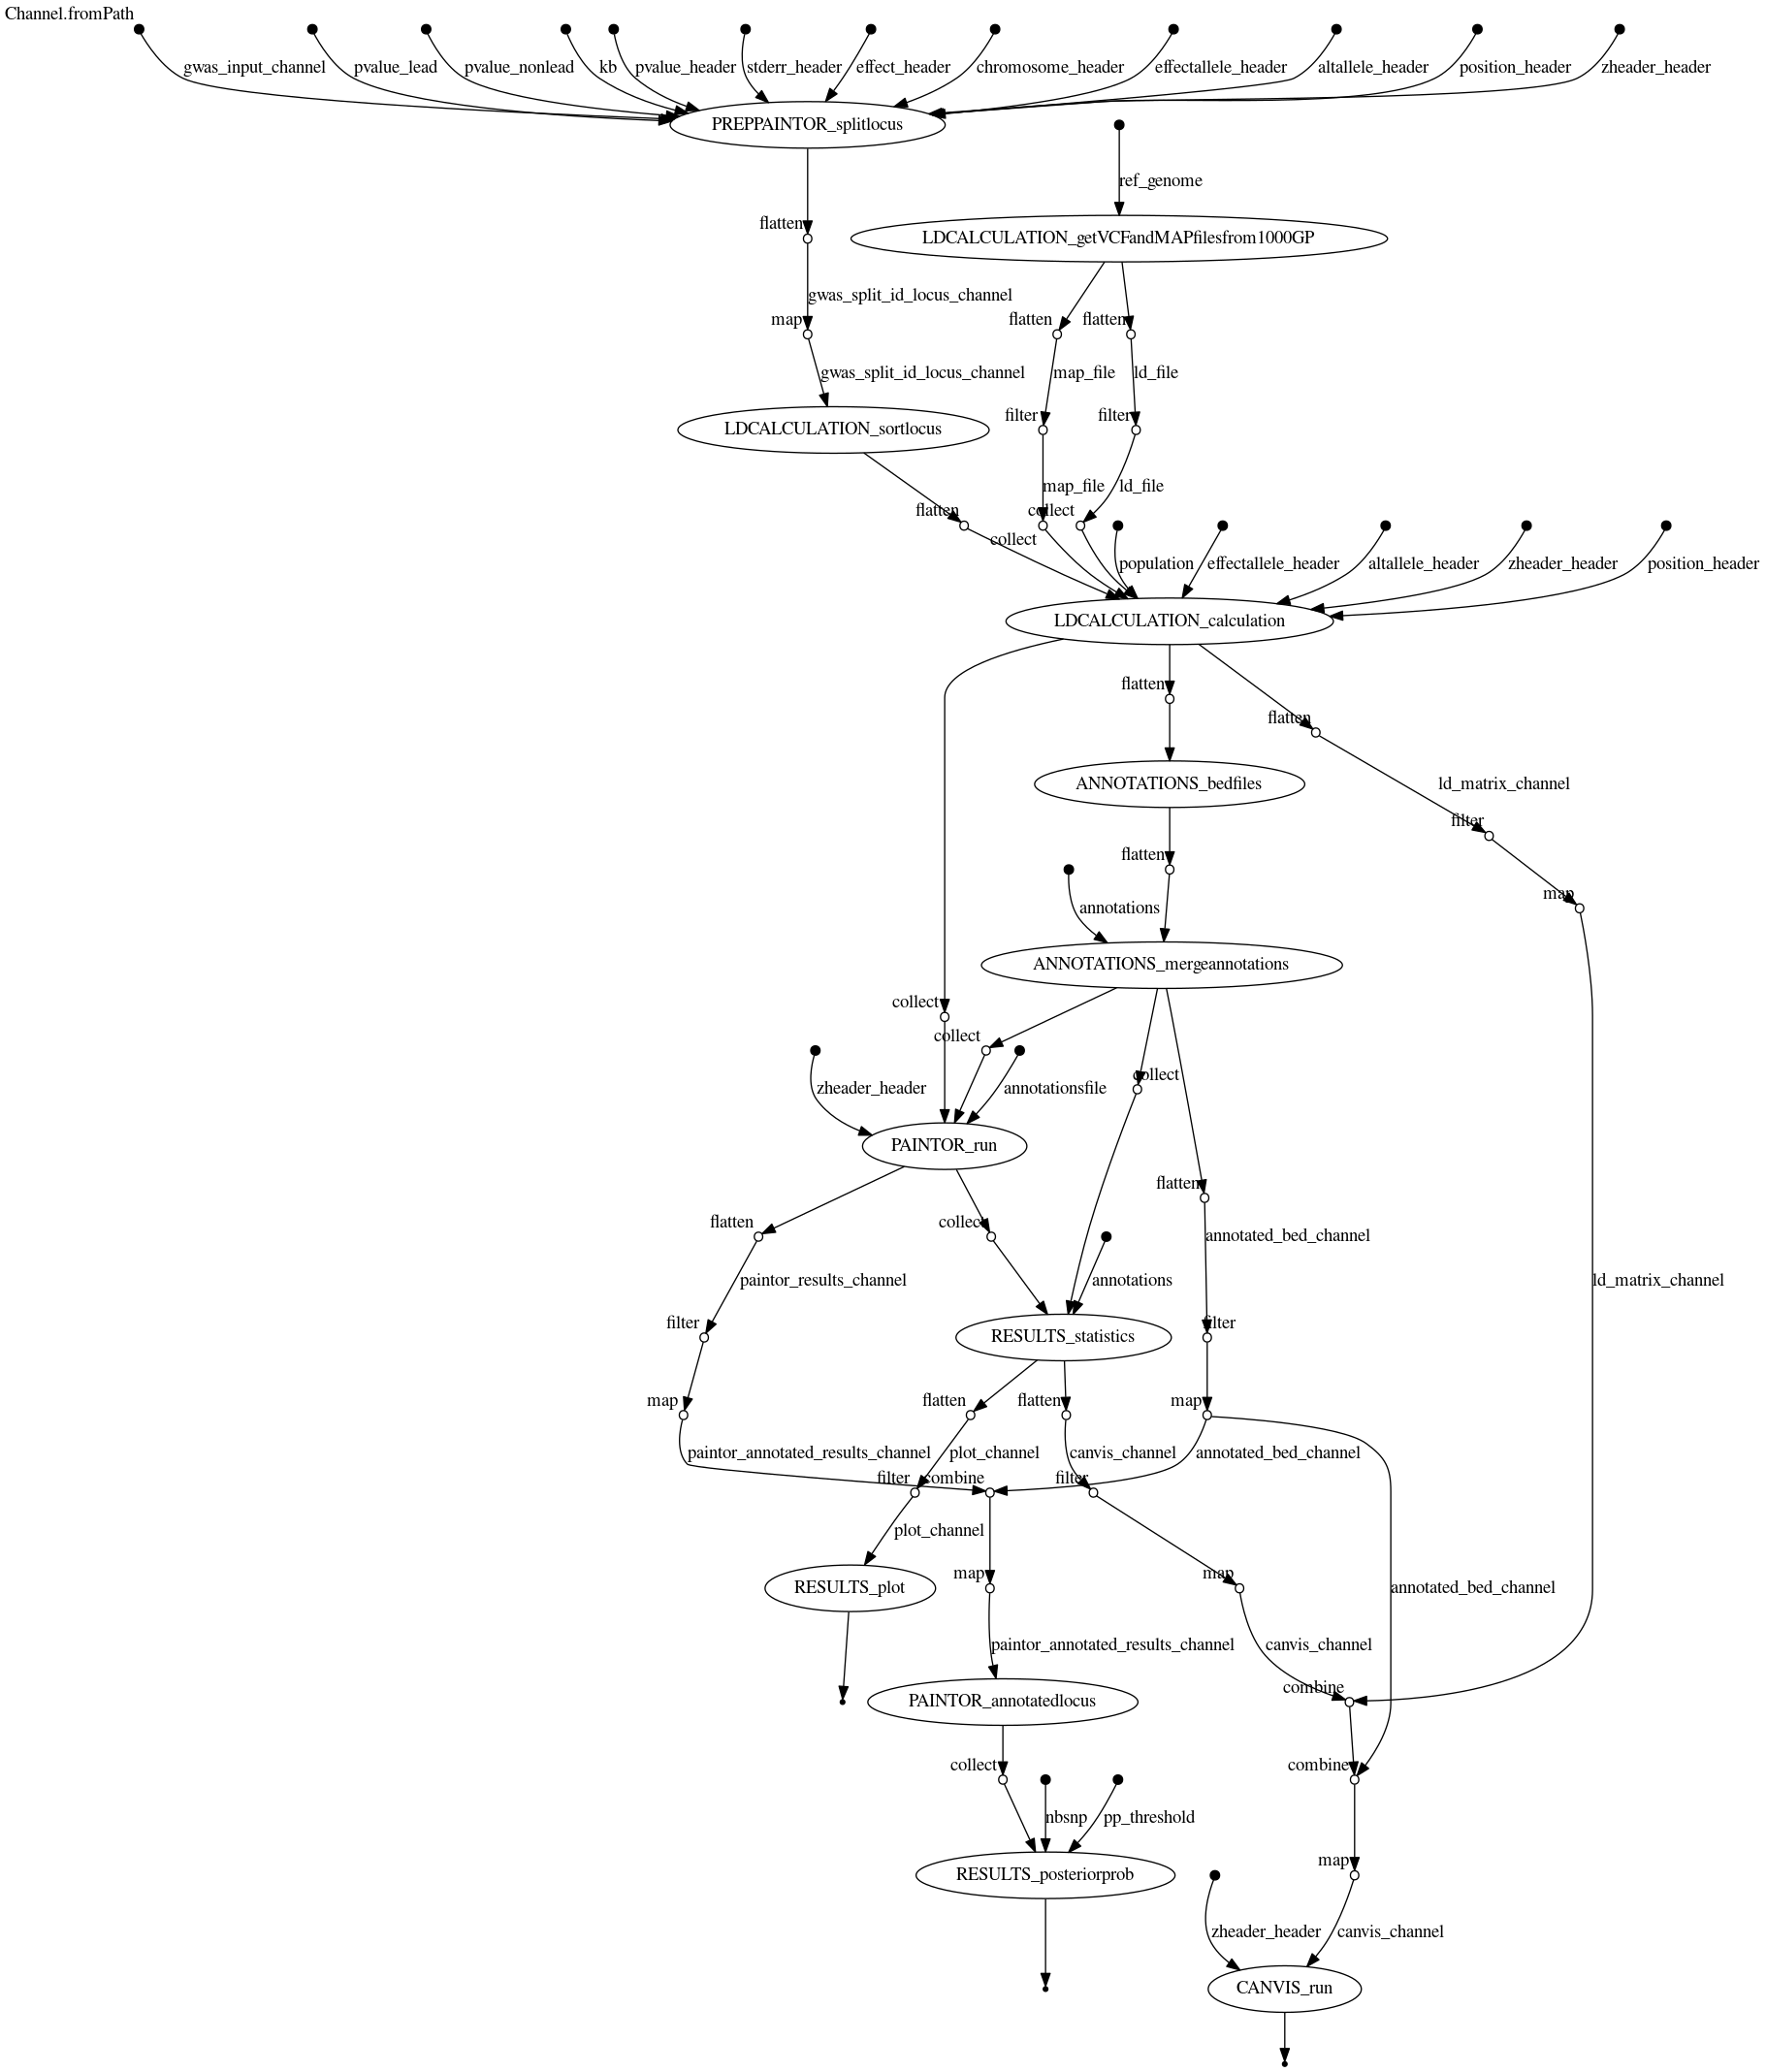 Channel.fromPath
gwas_input_channel
pvalue_lead
pvalue_nonlead
kb
pvalue_header
stderr_header
effect_header
chromosome_header
effectallele_header
altallele_header
position_header
zheader_header
PREPPAINTOR_splitlocus
ref_genome
flatten
LDCALCULATION_getVCFandMAPfilesfrom1000GP
gwas_split_id_locus_channel
map
flatten
flatten
gwas_split_id_locus_channel
map_file
ld_file
filter
filter
LDCALCULATION_sortlocus
map_file
ld_file
flatten
collect
collect
population
effectallele_header
altallele_header
zheader_header
position_header
LDCALCULATION_calculation
flatten
flatten
ANNOTATIONS_bedfiles
ld_matrix_channel
filter
flatten
map
annotations
ANNOTATIONS_mergeannotations
collect
collect
collect
zheader_header
annotationsfile
PAINTOR_run
flatten
flatten
collect
annotated_bed_channel
paintor_results_channel
annotations
ld_matrix_channel
filter
filter
RESULTS_statistics
map
flatten
flatten
map
paintor_annotated_results_channel
plot_channel
canvis_channel
annotated_bed_channel
filter
combine
filter
plot_channel
map
map
RESULTS_plot
annotated_bed_channel
paintor_annotated_results_channel
canvis_channel
combine
PAINTOR_annotatedlocus
collect
combine
nbsnp
pp_threshold
map
RESULTS_posteriorprob
zheader_header
canvis_channel
CANVIS_run